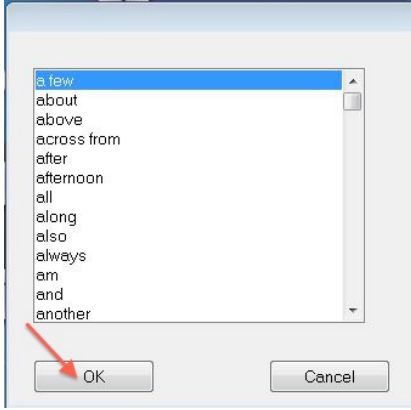 a few
about
above
across from
after
afternoon
all
along
also
always
am
and
another
OK
Cancel